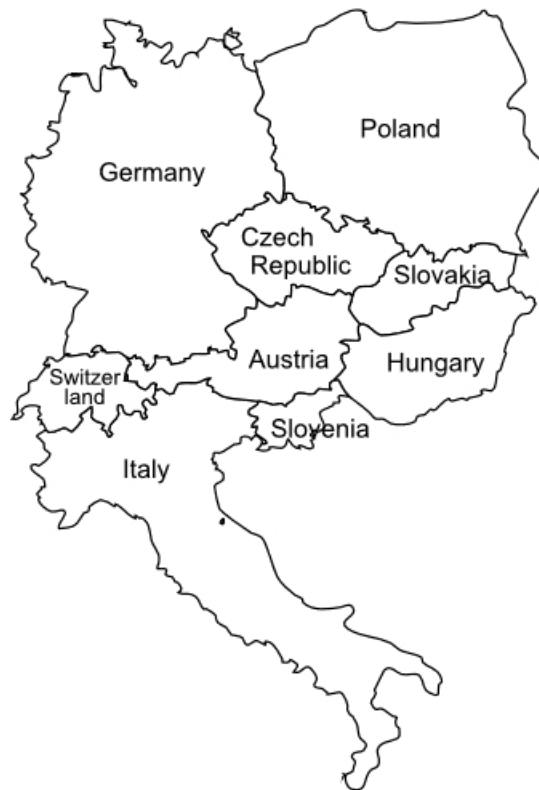 Poland
Germany
Czech
Republic
Slovakia
Austria
Hungary
Switzer
land
Slovenia
Italy